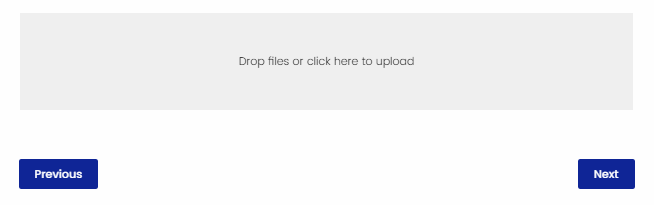 Drop files or click here to upload
Previous
Next